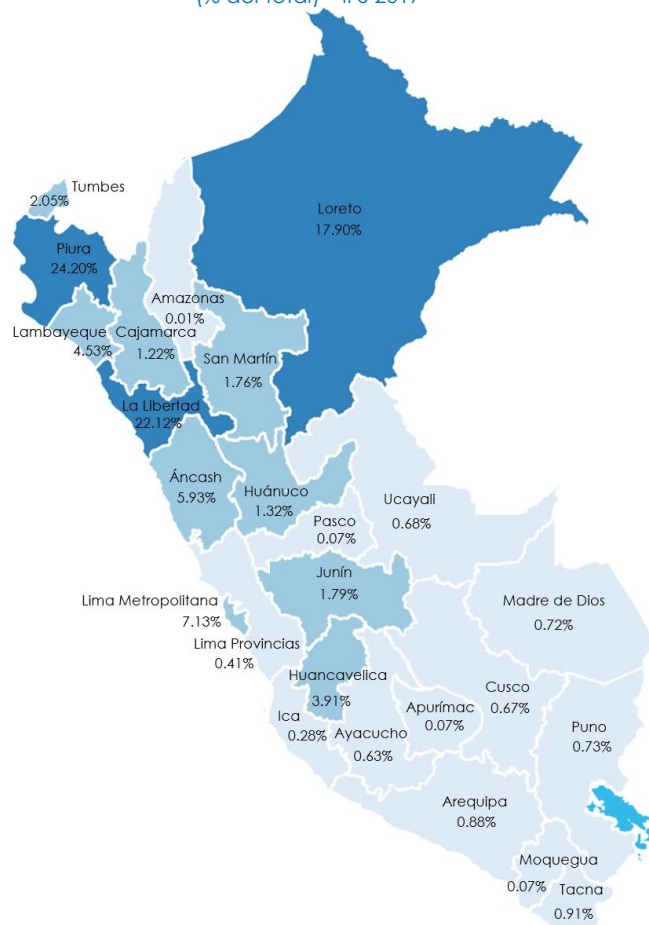 Tumbes
2.05%
Loreto
17.90%
Piura
24.20%
Amazonas
0.01%
Lambayeque
4.53%
Cajamarca
1.22%
San Martín
1.76%
La Libertad
22.12%
Áncash
5.93%
Huánuco
1.32%
Ucayali
0.68%
Pasco
0.07%
Junín
1.79%
Lima Metropolitana
7.13%
Madre de Dios
0.72%
Lima Provincias
0.41%
Huancavelica
3.91%
Cusco
0.67%
Apurímac
0.07%
Ica
0.28%
Ayacucho
0.63%
Puno
0.73%
Arequipa
0.88%
Moquegua
0.07%
Tacna
0.91%